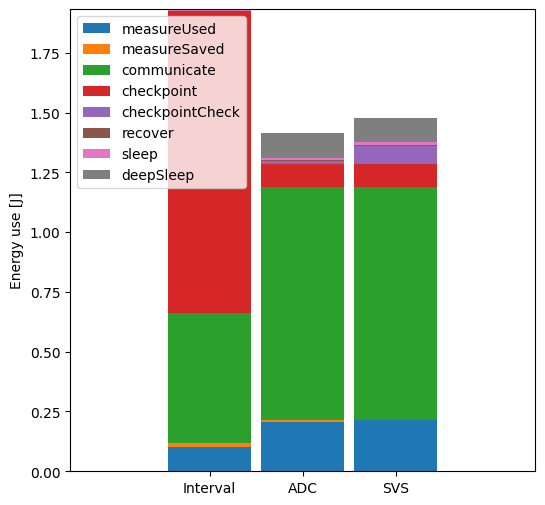 measureUsed
measureSaved
communicate
checkpoint
checkpointCheck
recover
sleep
deepSleep
Energy use [J]
1.75
1.50
1.25
1.00
0.75
0.50
0.25
0.00
Interval
ADC
SVS